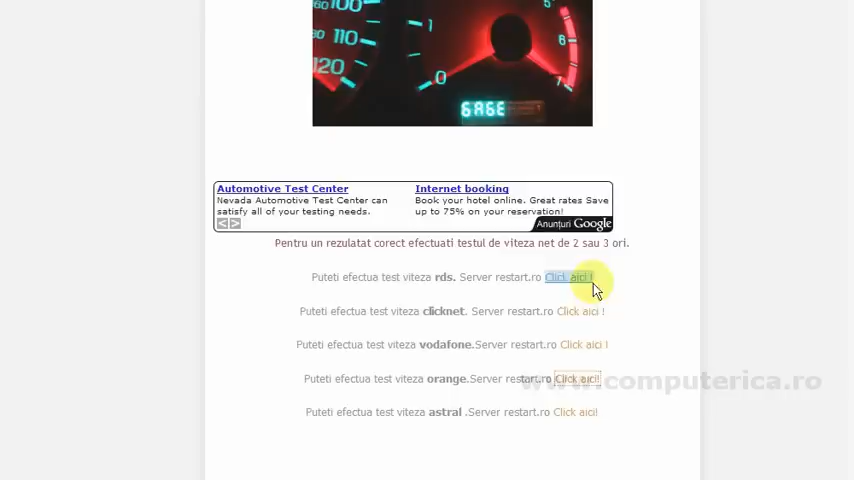 100
110
120
1
0
5
6
7
GAGE
Automotive Test Center
Nevada Automotive Test Center can
satisfy all of your testing needs.
Internet booking
Book your hotel online. Great rates Save
up to 75% on your reservation!
Anunţuri Google
Pentru un rezulatat corect efectuati testul de viteza net de 2 sau 3 ori.
Puteti efectua test viteza rds. Server restart.ro Click aici !
Puteti efectua test viteza clicknet. Server restart.ro Click aici !
Puteti efectua test viteza vodafone.Server restart.ro Click aici !
Puteti efectua test viteza orange.Server restart.ro Click aici!
www.computerica.ro
Puteti efectua test viteza astral .Server restart.ro Click aici!